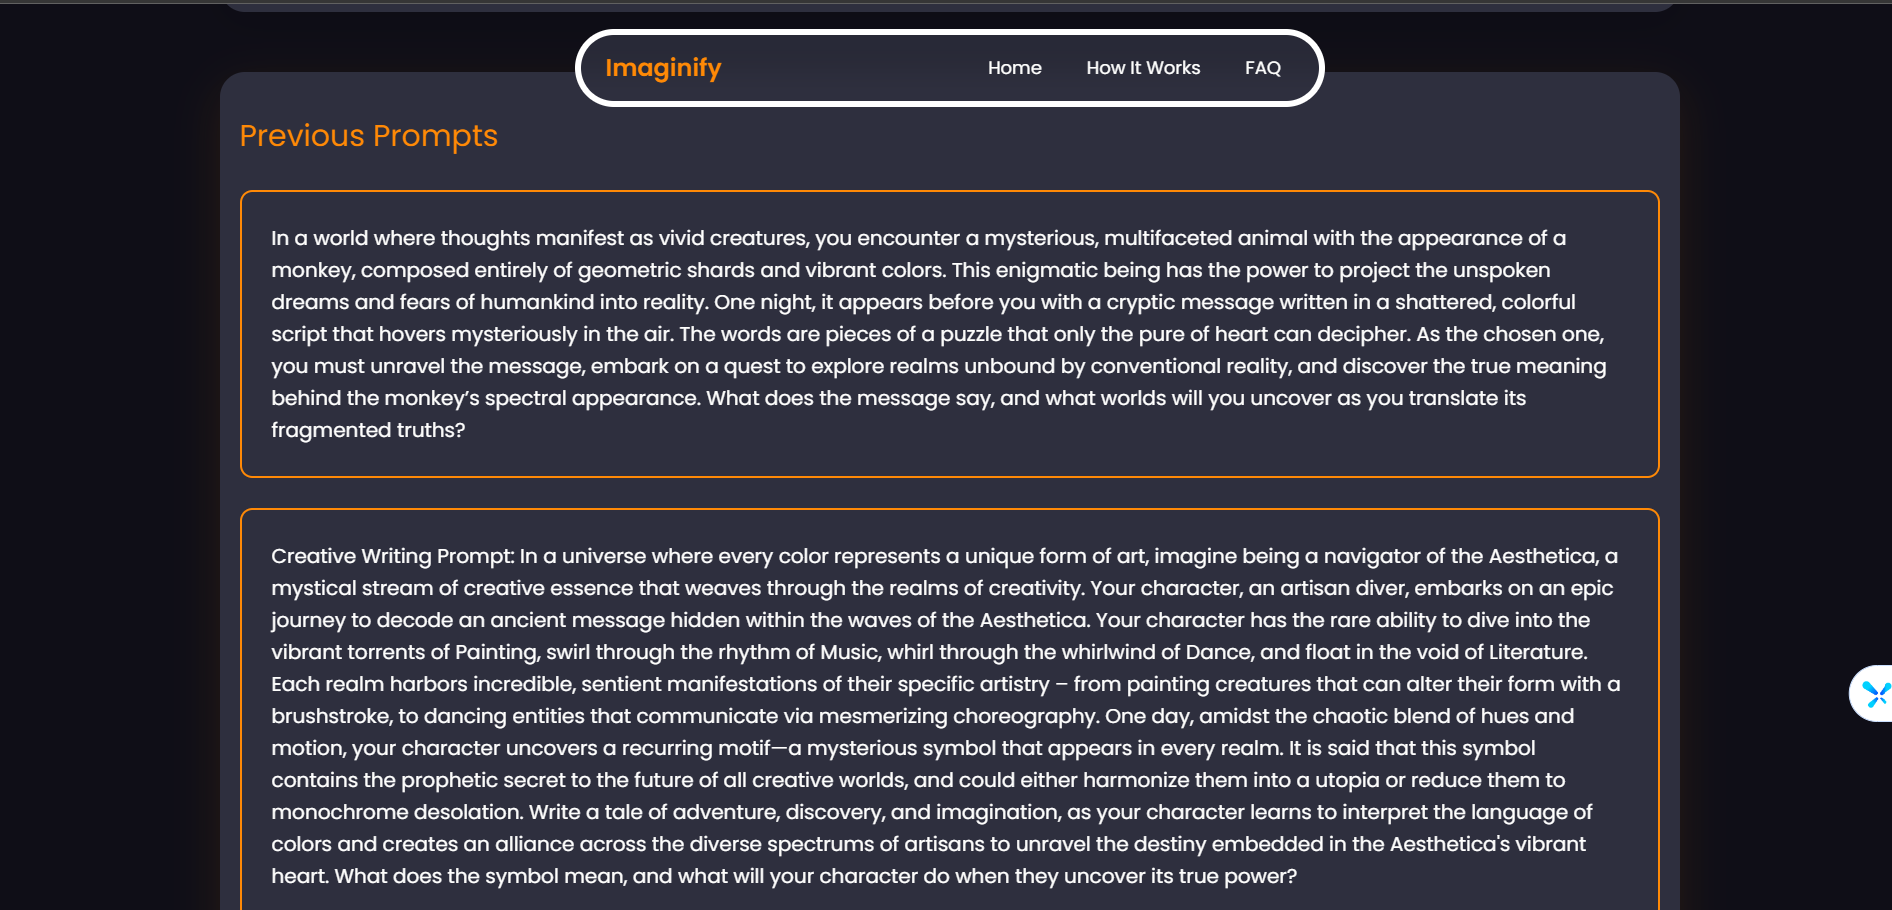 Imaginify
Home
How It Works
FAQ
Previous Prompts
In a world where thoughts manifest as vivid creatures, you encounter a mysterious, multifaceted animal with the appearance of a
monkey, composed entirely of geometric shards and vibrant colors. This enigmatic being has the power to project the unspoken
dreams and fears of humankind into reality. One night, it appears before you with a cryptic message written in a shattered, colorful
script that hovers mysteriously in the air. The words are pieces of a puzzle that only the pure of heart can decipher. As the chosen one,
you must unravel the message, embark on a quest to explore realms unbound by conventional reality, and discover the true meaning
behind the monkey’s spectral appearance. What does the message say, and what worlds will you uncover as you translate its
fragmented truths?
Creative Writing Prompt: In a universe where every color represents a unique form of art, imagine being a navigator of the Aesthetica, a
mystical stream of creative essence that weaves through the realms of creativity. Your character, an artisan diver, embarks on an epic
journey to decode an ancient message hidden within the waves of the Aesthetica. Your character has the rare ability to dive into the
vibrant torrents of Painting, swirl through the rhythm of Music, whirl through the whirlwind of Dance, and float in the void of Literature.
Each realm harbors incredible, sentient manifestations of their specific artistry – from painting creatures that can alter their form with a
brushstroke, to dancing entities that communicate via mesmerizing choreography. One day, amidst the chaotic blend of hues and
motion, your character uncovers a recurring motif—a mysterious symbol that appears in every realm. It is said that this symbol
contains the prophetic secret to the future of all creative worlds, and could either harmonize them into a utopia or reduce them to
monochrome desolation. Write a tale of adventure, discovery, and imagination, as your character learns to interpret the language of
colors and creates an alliance across the diverse spectrums of artisans to unravel the destiny embedded in the Aesthetica's vibrant
heart. What does the symbol mean, and what will your character do when they uncover its true power?